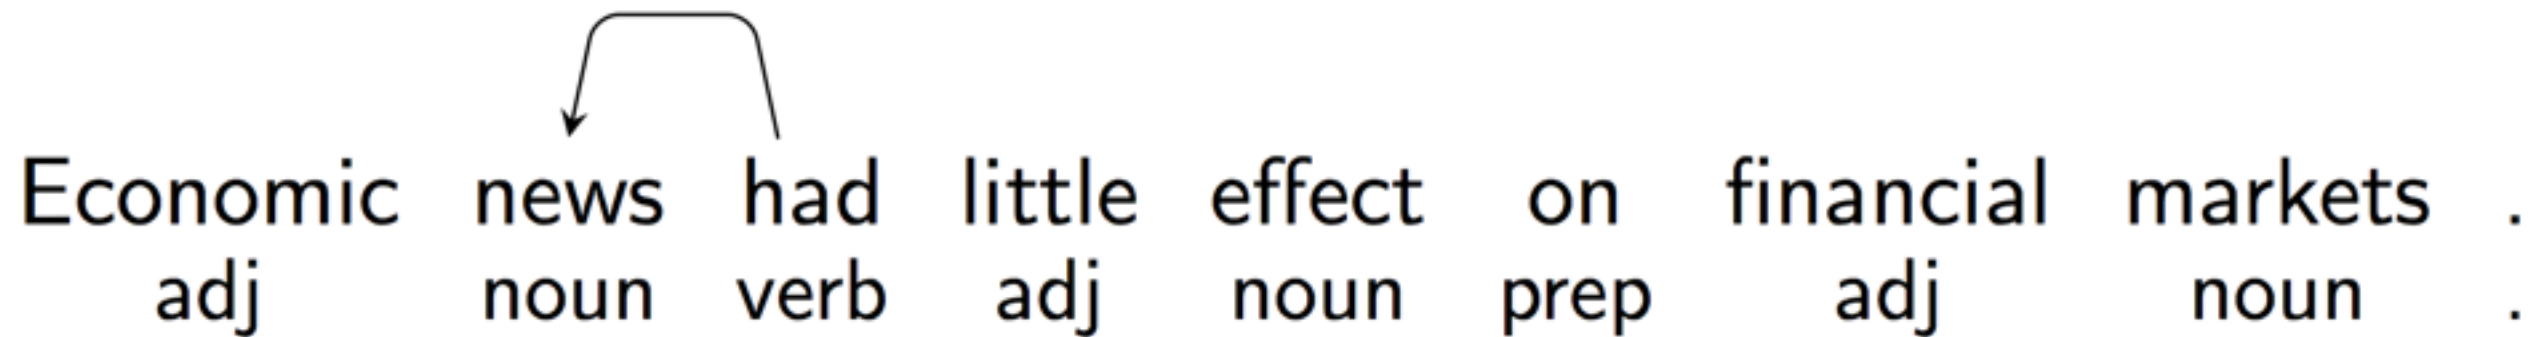 Economic news had little effect on financial markets .
adj noun verb adj noun prep adj noun .